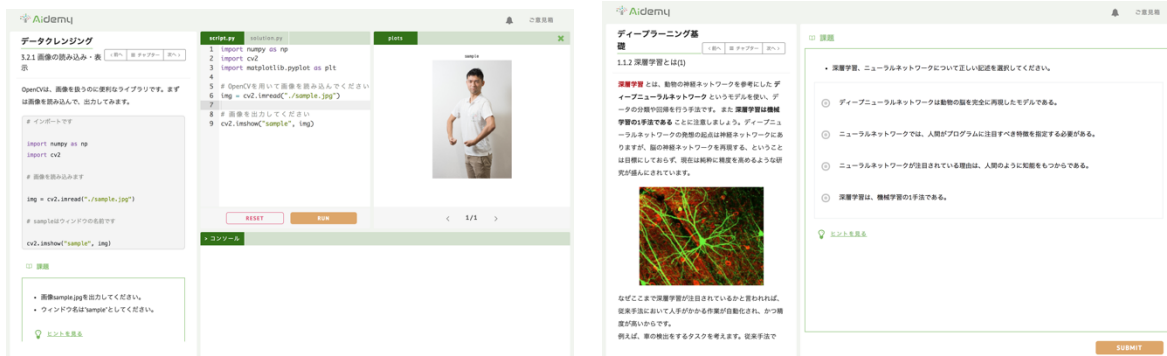 Aidemy
ご意見箱
データクレンジング
3.2.1 画像の読み込み・表
示
<前へ
チャプター
次へ>
OpenCVは、画像を扱うのに便利なライブラリです。まず
は画像を読み込んで、出力してみます。
# インポートです
import numpy as np
import cv2
# 画像を読み込みます
img = cv2.imread("./sample.jpg")
# sampleはウィンドウの名前です
cv2.imshow("sample", img)
課題
• 画像sample.jpgを出力してください。
• ウィンドウ名は"sample"としてください。
ヒントを見る
script.py
solution.py
1 import numpy as np
2 import cv2
3 import matplotlib.pyplot as plt
4
5 # OpenCVを用いて画像を読み込んでください
6 img = cv2.imread("./sample.jpg")
7
8 # 画像を出力してください
9 cv2.imshow("sample", img)
RESET
RUN
> コンソール
plots
sample
< 1/1 >
Aidemy
ご意見箱
ディープラーニング基
礎
<前へ
チャプター
次へ>
1.1.2 深層学習とは(1)
深層学習 とは、動物の神経ネットワークを参考にした デ
ィープニューラルネットワーク というモデルを使い、デ
ータの分類や回帰を行う手法です。 また 深層学習は機械
学習の1手法である ことに注意しましょう。ディープニュ
ーラルネットワークの発想の起点は神経ネットワークにあ
りますが、脳の神経ネットワークを再現する、ということ
は目標にしておらず、現在は純粋に精度を高めるような研
究が盛んにされています。
なぜここまで深層学習が注目されているかと言われれば、
従来手法において人手がかかる作業が自動化され、かつ精
度が高いからです。
例えば、車の検出をするタスクを考えます。従来手法で
課題
• 深層学習、ニューラルネットワークについて正しい記述を選択してください。
ディープニューラルネットワークは動物の脳を完全に再現したモデルである。
ニューラルネットワークでは、人間がプログラムに注目すべき特徴を指定する必要がある。
ニューラルネットワークが注目されている理由は、人間のように知能をもつからである。
深層学習は、機械学習の1手法である。
ヒントを見る
SUBMIT